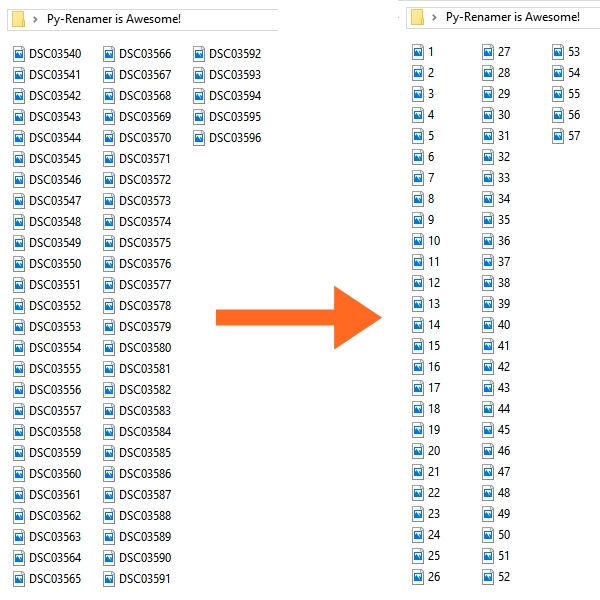 Py-Renamer is Awesome!
DSC03540
DSC03541
DSC03542
DSC03543
DSC03544
DSC03545
DSC03546
DSC03547
DSC03548
DSC03549
DSC03550
DSC03551
DSC03552
DSC03553
DSC03554
DSC03555
DSC03556
DSC03557
DSC03558
DSC03559
DSC03560
DSC03561
DSC03562
DSC03563
DSC03564
DSC03565
DSC03566
DSC03567
DSC03568
DSC03569
DSC03570
DSC03571
DSC03572
DSC03573
DSC03574
DSC03575
DSC03576
DSC03577
DSC03578
DSC03579
DSC03580
DSC03581
DSC03582
DSC03583
DSC03584
DSC03585
DSC03586
DSC03587
DSC03588
DSC03589
DSC03590
DSC03591
DSC03592
DSC03593
DSC03594
DSC03595
DSC03596
Py-Renamer is Awesome!
1
2
3
4
5
6
7
8
9
10
11
12
13
14
15
16
17
18
19
20
21
22
23
24
25
26
27
28
29
30
31
32
33
34
35
36
37
38
39
40
41
42
43
44
45
46
47
48
49
50
51
52
53
54
55
56
57